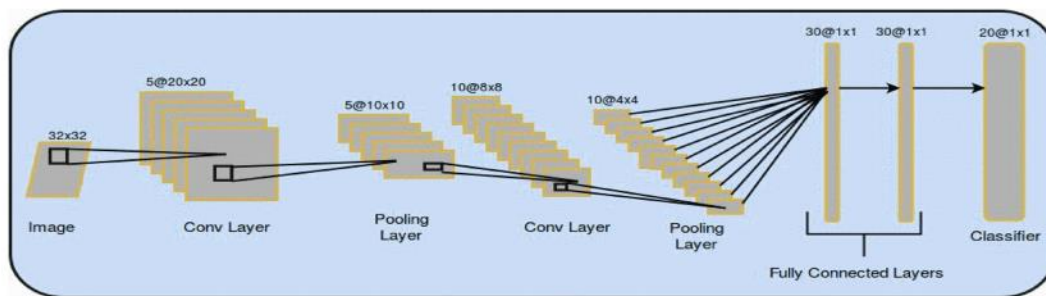 32x32
Image
5@20x20
Conv Layer
5@10x10
Pooling
Layer
10@8x8
Conv Layer
10@4x4
Pooling
Layer
30@1x1
30@1x1
Fully Connected Layers
20@1x1
Classifier